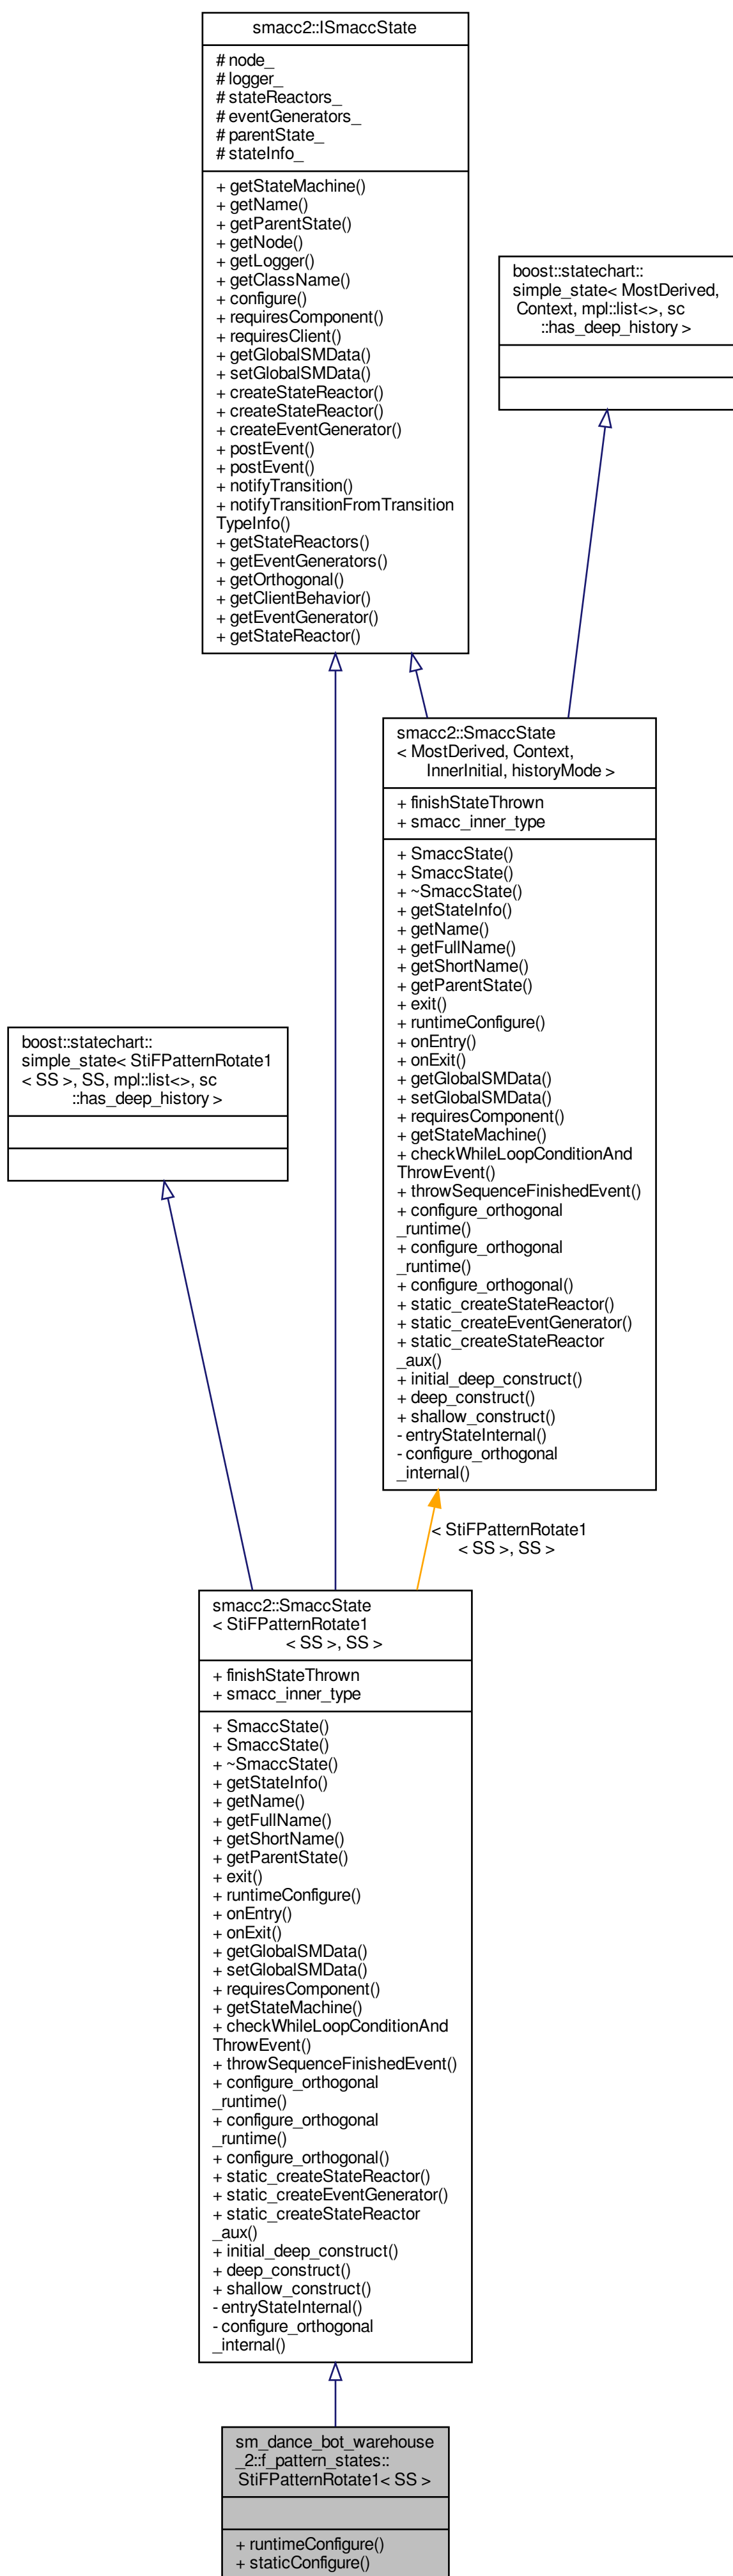 smacc2::ISmaccState
# node_
# logger_
# stateReactors_
# eventGenerators_
# parentState_
# stateInfo_
+ getStateMachine()
+ getName()
+ getParentState()
+ getNode()
+ getLogger()
+ getClassName()
+ configure()
+ requiresComponent()
+ requiresClient()
+ getGlobalSMData()
+ setGlobalSMData()
+ createStateReactor()
+ createStateReactor()
+ createEventGenerator()
+ postEvent()
+ postEvent()
+ notifyTransition()
+ notifyTransitionFromTransition
TypeInfo()
+ getStateReactors()
+ getEventGenerators()
+ getOrthogonal()
+ getClientBehavior()
+ getEventGenerator()
+ getStateReactor()
boost::statechart::
simple_state< MostDerived,
Context, mpl::list<>, sc
::has_deep_history >
smacc2::SmaccState
< MostDerived, Context,
InnerInitial, historyMode >
+ finishStateThrown
+ smacc_inner_type
+ SmaccState()
+ SmaccState()
+ ~SmaccState()
+ getStateInfo()
+ getName()
+ getFullName()
+ getShortName()
+ getParentState()
+ exit()
+ runtimeConfigure()
+ onEntry()
+ onExit()
+ getGlobalSMData()
+ setGlobalSMData()
+ requiresComponent()
+ getStateMachine()
+ checkWhileLoopConditionAnd
ThrowEvent()
+ throwSequenceFinishedEvent()
+ configure_orthogonal
_runtime()
+ configure_orthogonal
_runtime()
+ configure_orthogonal()
+ static_createStateReactor()
+ static_createEventGenerator()
+ static_createStateReactor
_aux()
+ initial_deep_construct()
+ deep_construct()
+ shallow_construct()
- entryStateInternal()
- configure_orthogonal
_internal()
boost::statechart::
simple_state< StiFPatternRotate1
< SS >, SS, mpl::list<>, sc
::has_deep_history >
< StiFPatternRotate1
< SS >, SS >
smacc2::SmaccState
< StiFPatternRotate1
< SS >, SS >
+ finishStateThrown
+ smacc_inner_type
+ SmaccState()
+ SmaccState()
+ ~SmaccState()
+ getStateInfo()
+ getName()
+ getFullName()
+ getShortName()
+ getParentState()
+ exit()
+ runtimeConfigure()
+ onEntry()
+ onExit()
+ getGlobalSMData()
+ setGlobalSMData()
+ requiresComponent()
+ getStateMachine()
+ checkWhileLoopConditionAnd
ThrowEvent()
+ throwSequenceFinishedEvent()
+ configure_orthogonal
_runtime()
+ configure_orthogonal
_runtime()
+ configure_orthogonal()
+ static_createStateReactor()
+ static_createEventGenerator()
+ static_createStateReactor
_aux()
+ initial_deep_construct()
+ deep_construct()
+ shallow_construct()
- entryStateInternal()
- configure_orthogonal
_internal()
sm_dance_bot_warehouse
_2::f_pattern_states::
StiFPatternRotate1< SS >
+ runtimeConfigure()
+ staticConfigure()